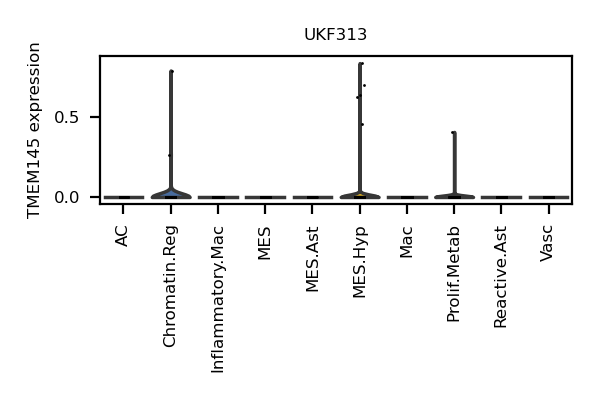 UKF313
TMEM145 expression
0.5
0.0
AC
Chromatin.Reg
Inflammatory.Mac
MES
MES.Ast
MES.Hyp
Mac
Prolif.Metab
Reactive.Ast
Vasc